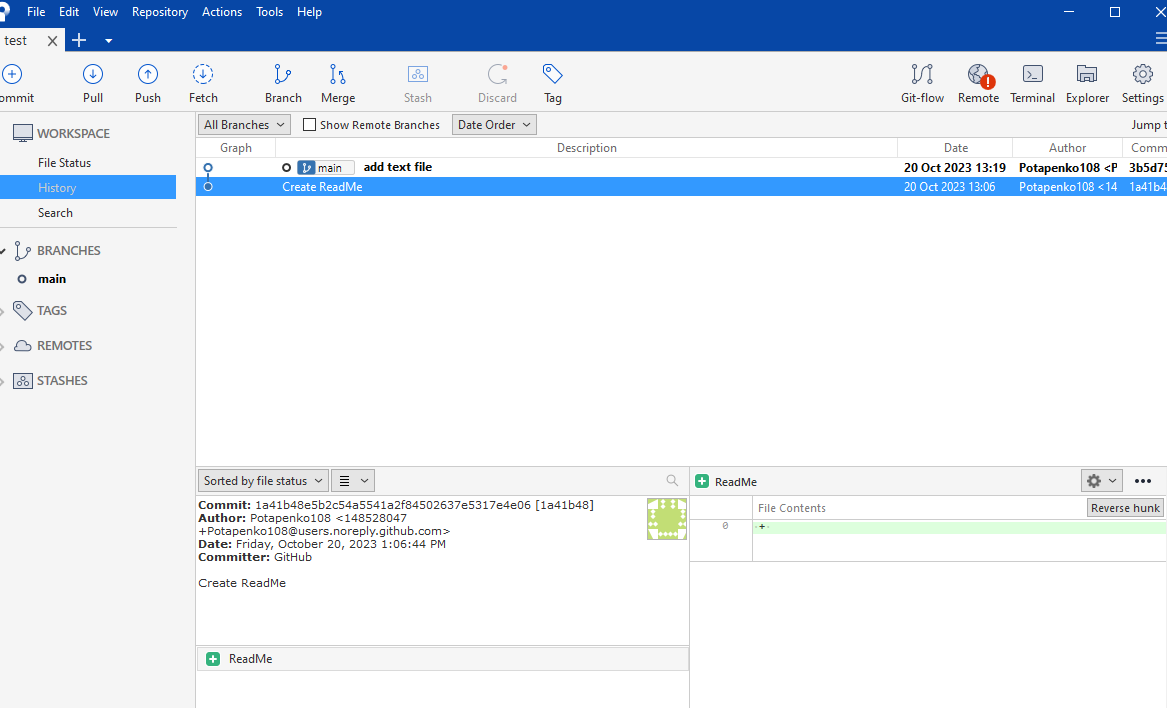 File Edit View Repository Actions Tools Help
test
ommit Pull Push Fetch Branch Merge Stash Discard Tag Git-flow Remote Terminal Explorer Settings
WORKSPACE
File Status
History
Search
BRANCHES
main
TAGS
REMOTES
STASHES
All Branches Show Remote Branches Date Order Jump t
Graph Description Date Author Comm
main add text file 20 Oct 2023 13:19 Potapenko108 <P 3b5d75
Create ReadMe 20 Oct 2023 13:06 Potapenko108 <14 1a41b4
Sorted by file status
Commit: 1a41b48e5b2c54a5541a2f84502637e5317e4e06 [1a41b48]
Author: Potapenko108 <148528047
+Potapenko108@users.noreply.github.com>
Date: Friday, October 20, 2023 1:06:44 PM
Committer: GitHub
Create ReadMe
ReadMe
ReadMe
File Contents Reverse hunk
0 +